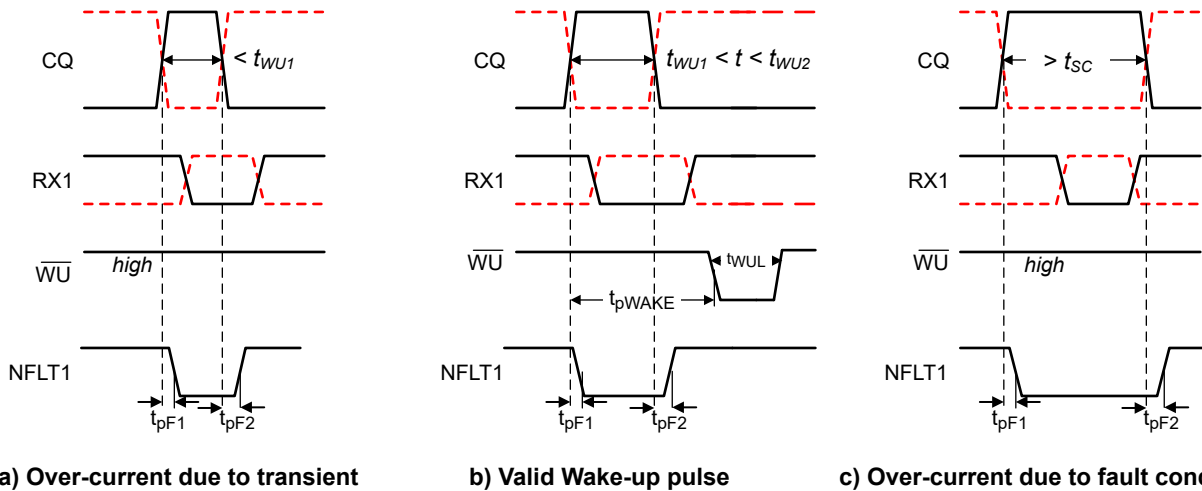 CQ
< tWU1
RX1
WU
high
NFLT1
tpF1
tpF2
a) Over-current due to transient
CQ
tWU1 < t < tWU2
RX1
WU
tWUL
tpWAKE
NFLT1
tpF1
tpF2
b) Valid Wake-up pulse
CQ
> tSC
RX1
WU
high
NFLT1
tpF1
tpF2
c) Over-current due to fault cond